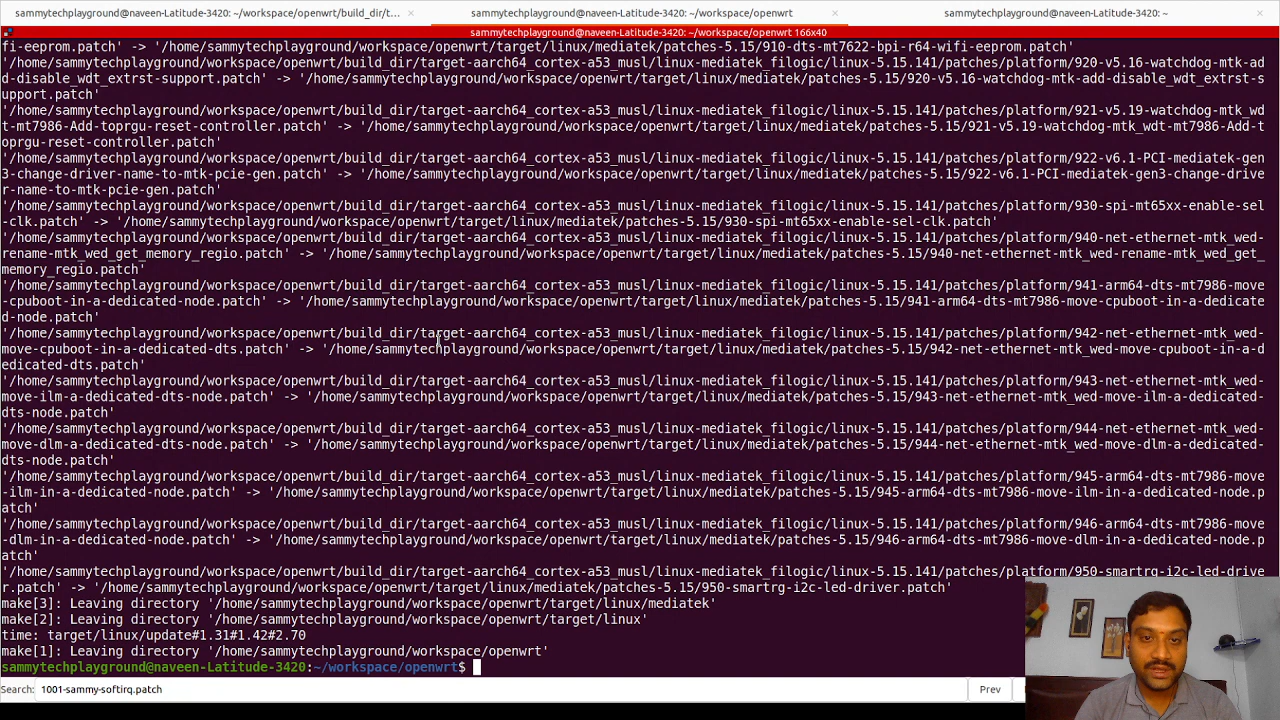 sammytechplayground@naveen-Latitude-3420: ~/workspace/openwrt/build_dir/t... × sammytechplayground@naveen-Latitude-3420: ~/workspace/openwrt × sammytechplayground@naveen-Latitude-3420: ~ ×
sammytechplayground@naveen-Latitude-3420: ~/workspace/openwrt 166x40
fi-eeprom.patch' -> '/home/sammytechplayground/workspace/openwrt/target/linux/mediatek/patches-5.15/910-dts-mt7622-bpi-r64-wifi-eeprom.patch'
'/home/sammytechplayground/workspace/openwrt/build_dir/target-aarch64_cortex-a53_musl/linux-mediatek_filogic/linux-5.15.141/patches/platform/920-v5.16-watchdog-mtk-ad
d-disable_wdt_extrst-support.patch' -> '/home/sammytechplayground/workspace/openwrt/target/linux/mediatek/patches-5.15/920-v5.16-watchdog-mtk-add-disable_wdt_extrst-s
upport.patch'
'/home/sammytechplayground/workspace/openwrt/build_dir/target-aarch64_cortex-a53_musl/linux-mediatek_filogic/linux-5.15.141/patches/platform/921-v5.19-watchdog-mtk_wd
t-mt7986-Add-toprgu-reset-controller.patch' -> '/home/sammytechplayground/workspace/openwrt/target/linux/mediatek/patches-5.15/921-v5.19-watchdog-mtk_wdt-mt7986-Add-t
oprgu-reset-controller.patch'
'/home/sammytechplayground/workspace/openwrt/build_dir/target-aarch64_cortex-a53_musl/linux-mediatek_filogic/linux-5.15.141/patches/platform/922-v6.1-PCI-mediatek-gen
3-change-driver-name-to-mtk-pcie-gen.patch' -> '/home/sammytechplayground/workspace/openwrt/target/linux/mediatek/patches-5.15/922-v6.1-PCI-mediatek-gen3-change-drive
r-name-to-mtk-pcie-gen.patch'
'/home/sammytechplayground/workspace/openwrt/build_dir/target-aarch64_cortex-a53_musl/linux-mediatek_filogic/linux-5.15.141/patches/platform/930-spi-mt65xx-enable-sel
-clk.patch' -> '/home/sammytechplayground/workspace/openwrt/target/linux/mediatek/patches-5.15/930-spi-mt65xx-enable-sel-clk.patch'
'/home/sammytechplayground/workspace/openwrt/build_dir/target-aarch64_cortex-a53_musl/linux-mediatek_filogic/linux-5.15.141/patches/platform/940-net-ethernet-mtk_wed-
rename-mtk_wed_get_memory_regio.patch' -> '/home/sammytechplayground/workspace/openwrt/target/linux/mediatek/patches-5.15/940-net-ethernet-mtk_wed-rename-mtk_wed_get_
memory_regio.patch'
'/home/sammytechplayground/workspace/openwrt/build_dir/target-aarch64_cortex-a53_musl/linux-mediatek_filogic/linux-5.15.141/patches/platform/941-arm64-dts-mt7986-move
-cpuboot-in-a-dedicated-node.patch' -> '/home/sammytechplayground/workspace/openwrt/target/linux/mediatek/patches-5.15/941-arm64-dts-mt7986-move-cpuboot-in-a-dedicate
d-node.patch'
'/home/sammytechplayground/workspace/openwrt/build_dir/target-aarch64_cortex-a53_musl/linux-mediatek_filogic/linux-5.15.141/patches/platform/942-net-ethernet-mtk_wed-
move-cpuboot-in-a-dedicated-dts.patch' -> '/home/sammytechplayground/workspace/openwrt/target/linux/mediatek/patches-5.15/942-net-ethernet-mtk_wed-move-cpuboot-in-a-d
edicated-dts.patch'
'/home/sammytechplayground/workspace/openwrt/build_dir/target-aarch64_cortex-a53_musl/linux-mediatek_filogic/linux-5.15.141/patches/platform/943-net-ethernet-mtk_wed-
move-ilm-a-dedicated-dts-node.patch' -> '/home/sammytechplayground/workspace/openwrt/target/linux/mediatek/patches-5.15/943-net-ethernet-mtk_wed-move-ilm-a-dedicated-
dts-node.patch'
'/home/sammytechplayground/workspace/openwrt/build_dir/target-aarch64_cortex-a53_musl/linux-mediatek_filogic/linux-5.15.141/patches/platform/944-net-ethernet-mtk_wed-
move-dlm-a-dedicated-dts-node.patch' -> '/home/sammytechplayground/workspace/openwrt/target/linux/mediatek/patches-5.15/944-net-ethernet-mtk_wed-move-dlm-a-dedicated-
dts-node.patch'
'/home/sammytechplayground/workspace/openwrt/build_dir/target-aarch64_cortex-a53_musl/linux-mediatek_filogic/linux-5.15.141/patches/platform/945-arm64-dts-mt7986-move
-ilm-in-a-dedicated-node.patch' -> '/home/sammytechplayground/workspace/openwrt/target/linux/mediatek/patches-5.15/945-arm64-dts-mt7986-move-ilm-in-a-dedicated-node.p
atch'
'/home/sammytechplayground/workspace/openwrt/build_dir/target-aarch64_cortex-a53_musl/linux-mediatek_filogic/linux-5.15.141/patches/platform/946-arm64-dts-mt7986-move
-dlm-in-a-dedicated-node.patch' -> '/home/sammytechplayground/workspace/openwrt/target/linux/mediatek/patches-5.15/946-arm64-dts-mt7986-move-dlm-in-a-dedicated-node.p
atch'
'/home/sammytechplayground/workspace/openwrt/build_dir/target-aarch64_cortex-a53_musl/linux-mediatek_filogic/linux-5.15.141/patches/platform/950-smartrg-i2c-led-drive
r.patch' -> '/home/sammytechplayground/workspace/openwrt/target/linux/mediatek/patches-5.15/950-smartrg-i2c-led-driver.patch'
make[3]: Leaving directory '/home/sammytechplayground/workspace/openwrt/target/linux/mediatek'
make[2]: Leaving directory '/home/sammytechplayground/workspace/openwrt/target/linux'
time: target/linux/update#1.31#1.42#2.70
make[1]: Leaving directory '/home/sammytechplayground/workspace/openwrt'
sammytechplayground@naveen-Latitude-3420:~/workspace/openwrt$
Search: 1001-sammy-softirq.patch Prev